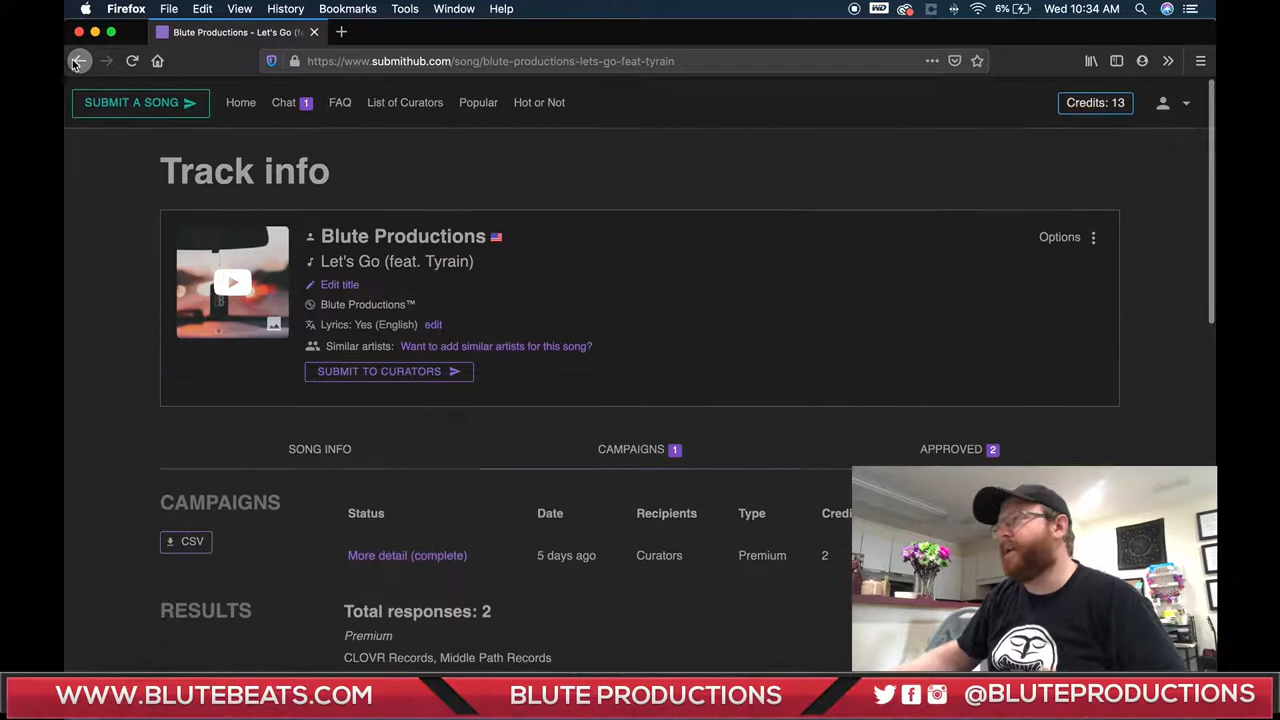 Firefox File Edit View History Bookmarks Tools Window Help WD 6% Wed 10:34 AM
Blute Productions - Let's Go (fe
https://www.submithub.com/song/blute-productions-lets-go-feat-tyrain
SUBMIT A SONG Home Chat 1 FAQ List of Curators Popular Hot or Not Credits: 13
Track info
Blute Productions
Options
Let's Go (feat. Tyrain)
Edit title
Blute Productions™
Lyrics: Yes (English) edit
Similar artists: Want to add similar artists for this song?
SUBMIT TO CURATORS
SONG INFO CAMPAIGNS 1 APPROVED 2
CAMPAIGNS
CSV
Status Date Recipients Type Credi
More detail (complete) 5 days ago Curators Premium 2
RESULTS
Total responses: 2
Premium
CLOVR Records, Middle Path Records
WWW.BLUTEBEATS.COM BLUTE PRODUCTIONS @BLUTEPRODUCTIONS